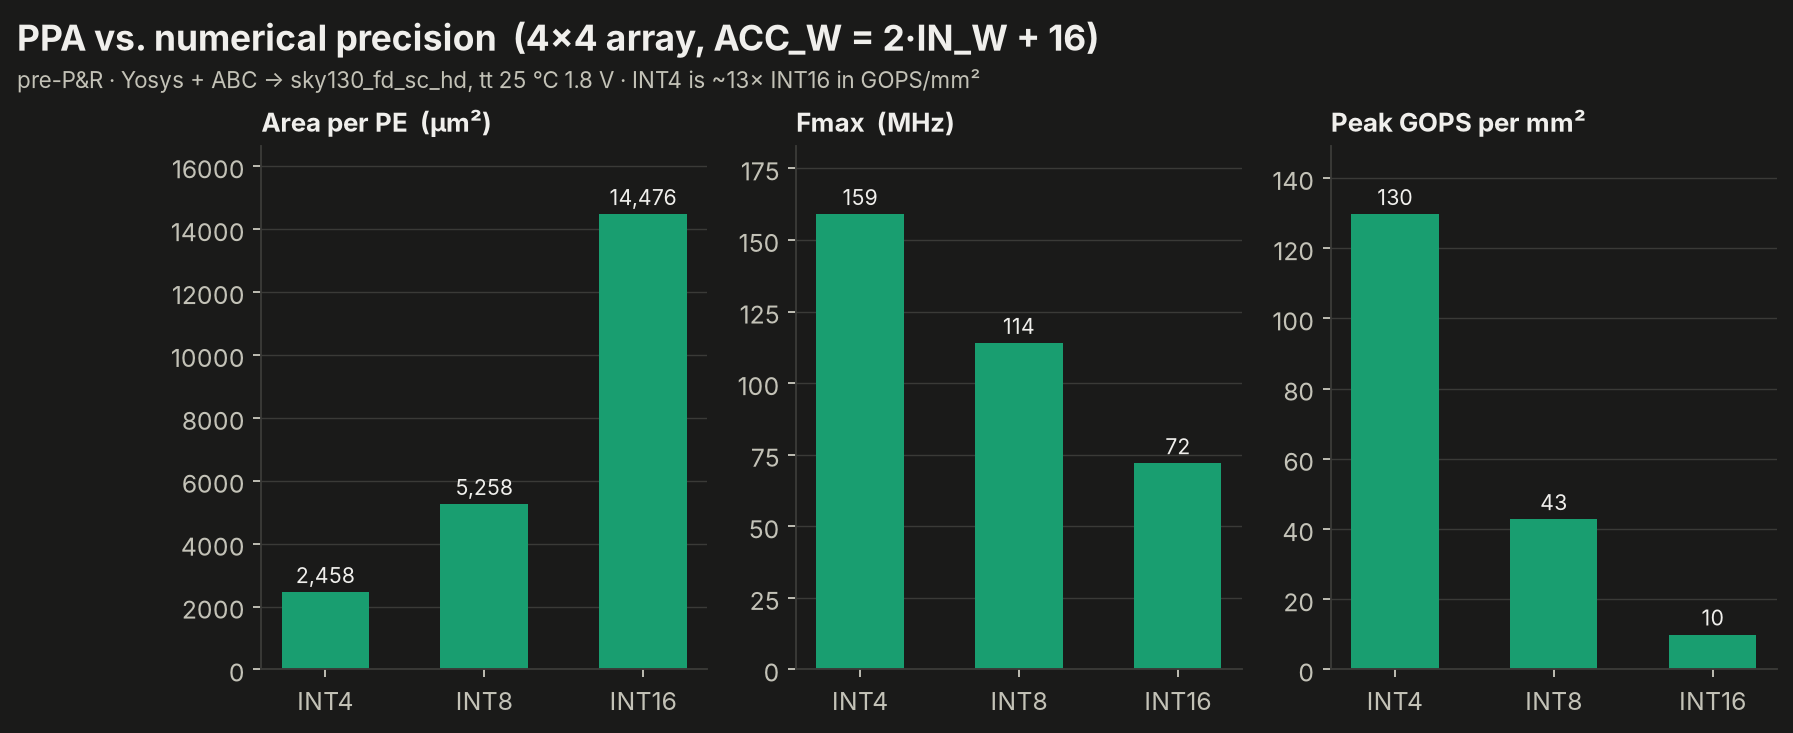 PPA vs. numerical precision (4×4 array, ACC_W = 2·IN_W + 16)
pre-P&R · Yosys + ABC → sky130_fd_sc_hd, tt 25 °C 1.8 V · INT4 is ~13× INT16 in GOPS/mm²
Area per PE (µm²)
16000
14000
12000
10000
8000
6000
4000
2000
0
2,458
5,258
14,476
INT4
INT8
INT16
Fmax (MHz)
175
150
125
100
75
50
25
0
159
114
72
INT4
INT8
INT16
Peak GOPS per mm²
140
120
100
80
60
40
20
0
130
43
10
INT4
INT8
INT16